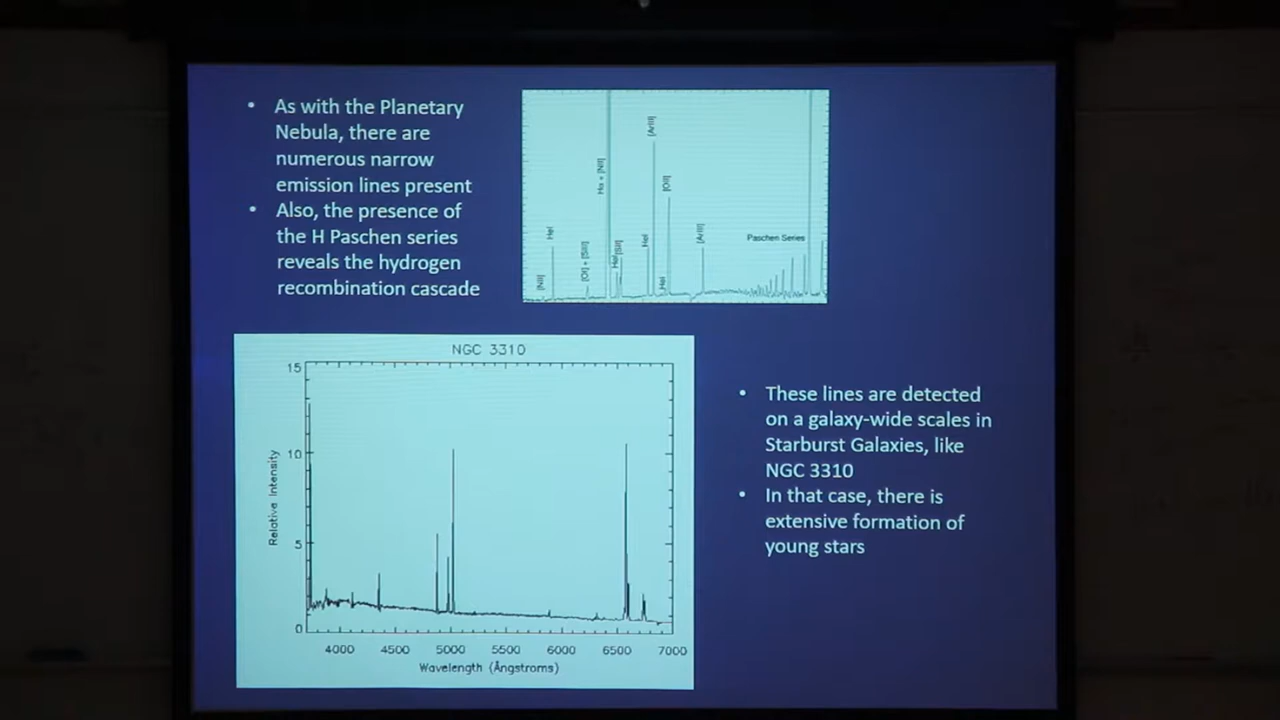 • As with the Planetary
Nebula, there are
numerous narrow
emission lines present
• Also, the presence of
the H Paschen series
reveals the hydrogen
recombination cascade
[NII]
HeI
[OI] + [SIII]
Hα + [NII]
HeI
[SII]
HeI
[ArIII]
HeI
[OII]
[ArIII]
Paschen Series
NGC 3310
15
10
5
0
Relative Intensity
4000 4500 5000 5500 6000 6500 7000
Wavelength (Ångstroms)
• These lines are detected
on a galaxy-wide scales in
Starburst Galaxies, like
NGC 3310
• In that case, there is
extensive formation of
young stars